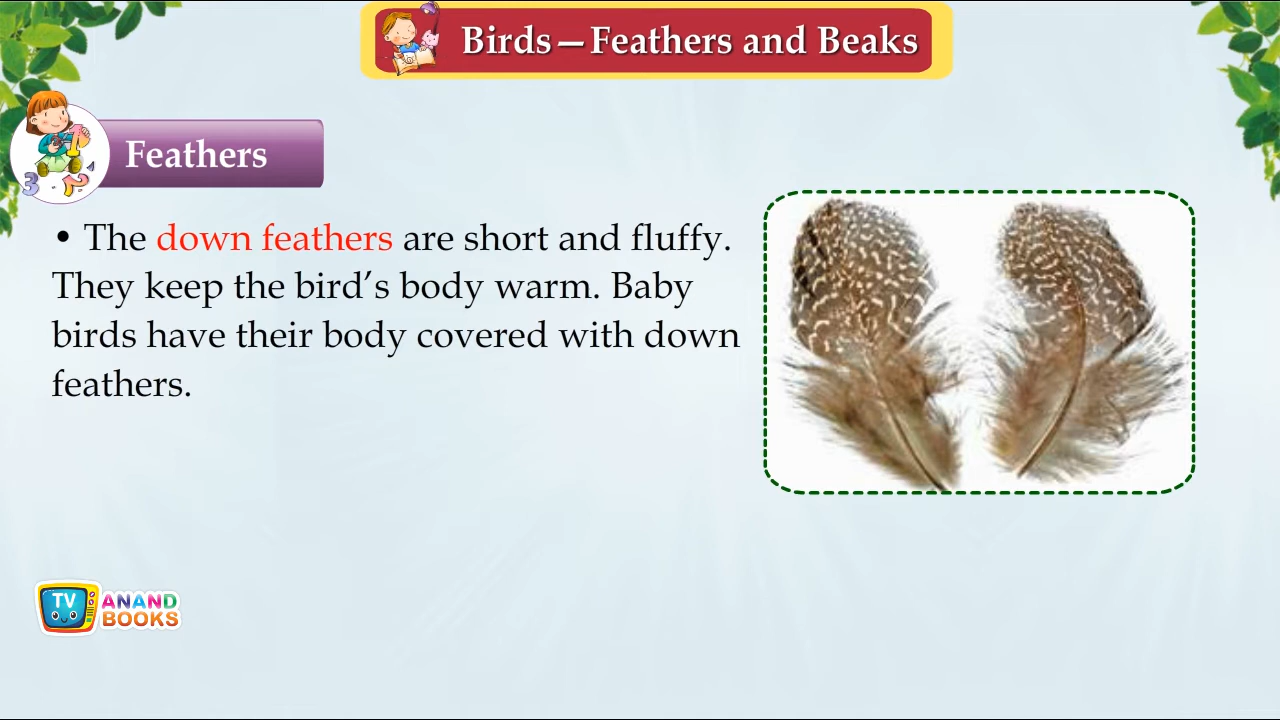 Birds—Feathers and Beaks
Feathers
• The down feathers are short and fluffy.
They keep the bird’s body warm. Baby
birds have their body covered with down
feathers.
TV
ANAND
BOOKS